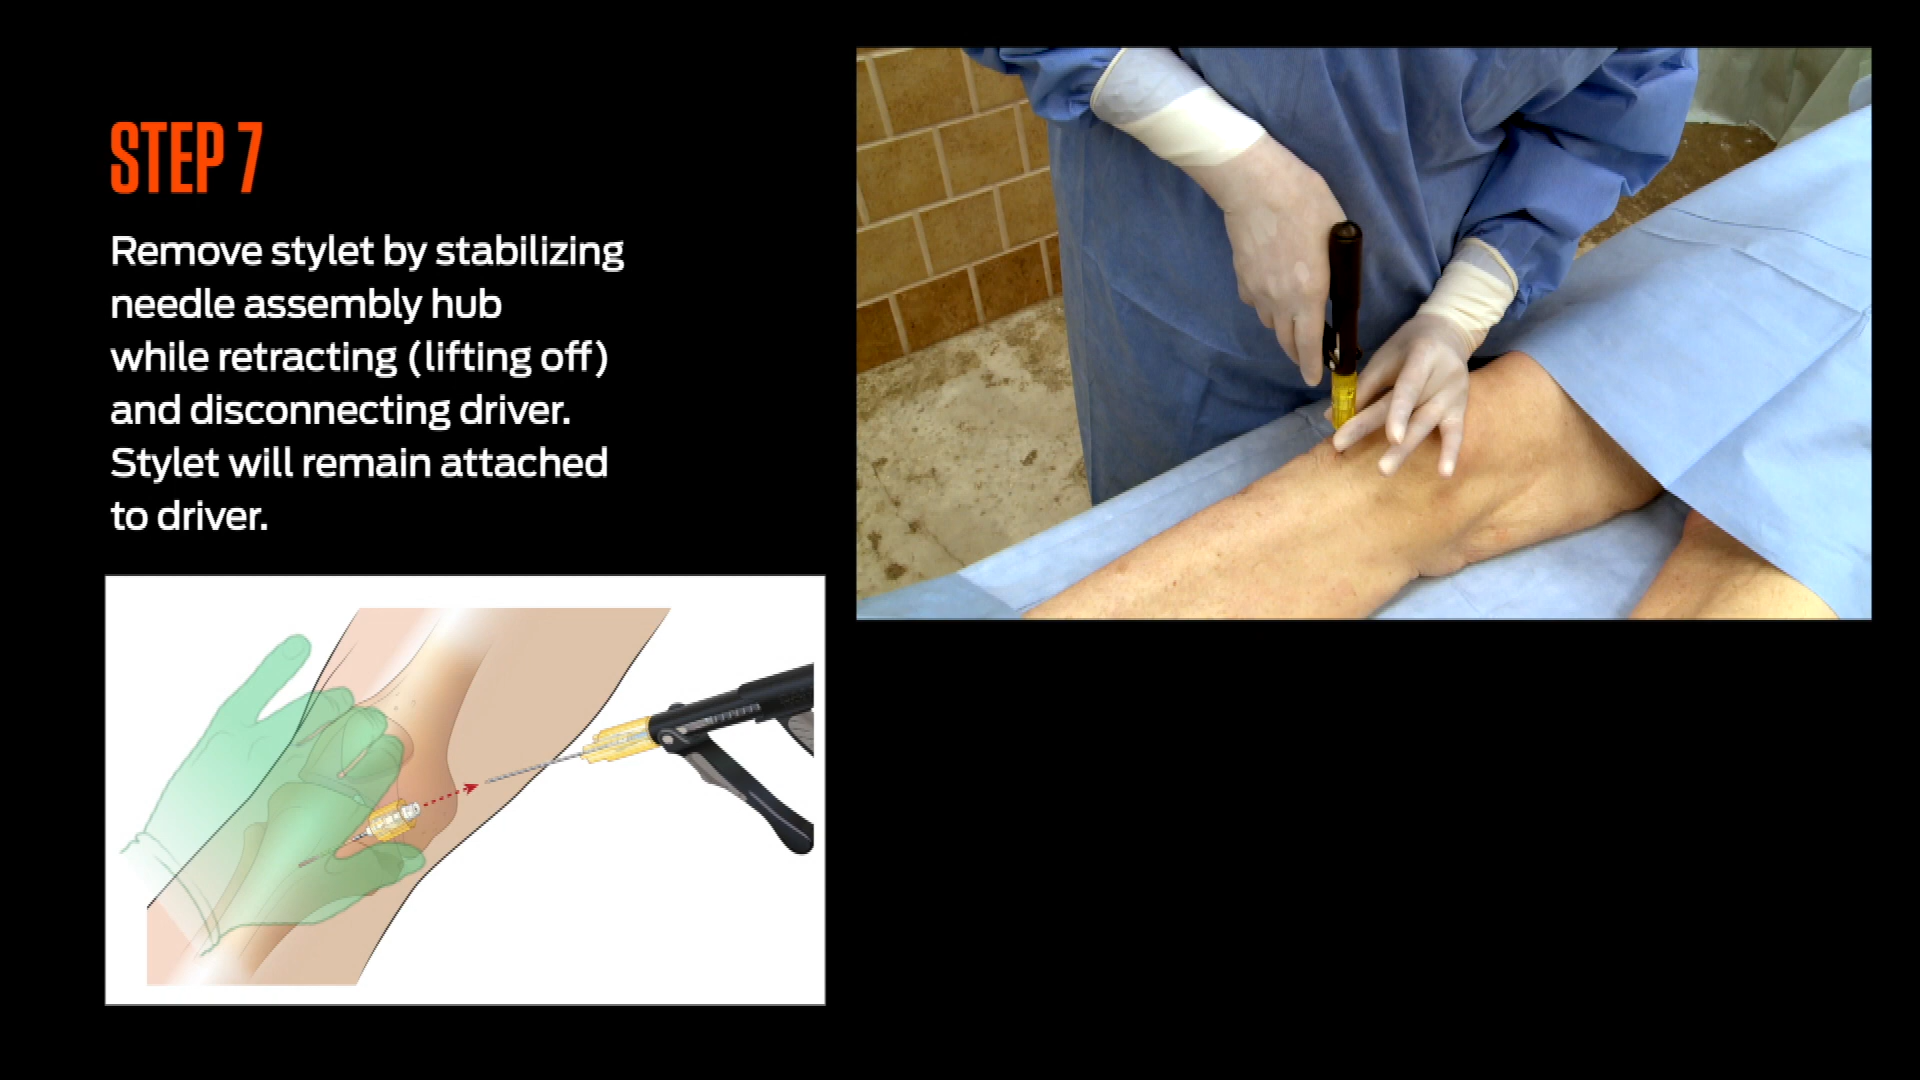 STEP 7
Remove stylet by stabilizing
needle assembly hub
while retracting (lifting off)
and disconnecting driver.
Stylet will remain attached
to driver.